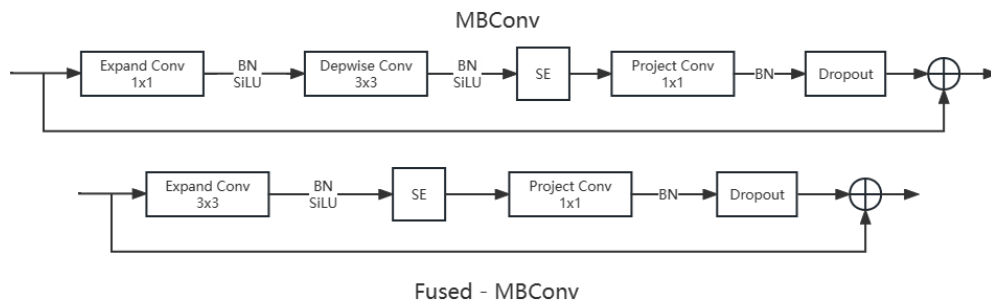 MBConv
Expand Conv
1x1
BN
SiLU
Depwise Conv
3x3
BN
SiLU
SE
Project Conv
1x1
BN
Dropout
Expand Conv
3x3
BN
SiLU
SE
Project Conv
1x1
BN
Dropout
Fused - MBConv